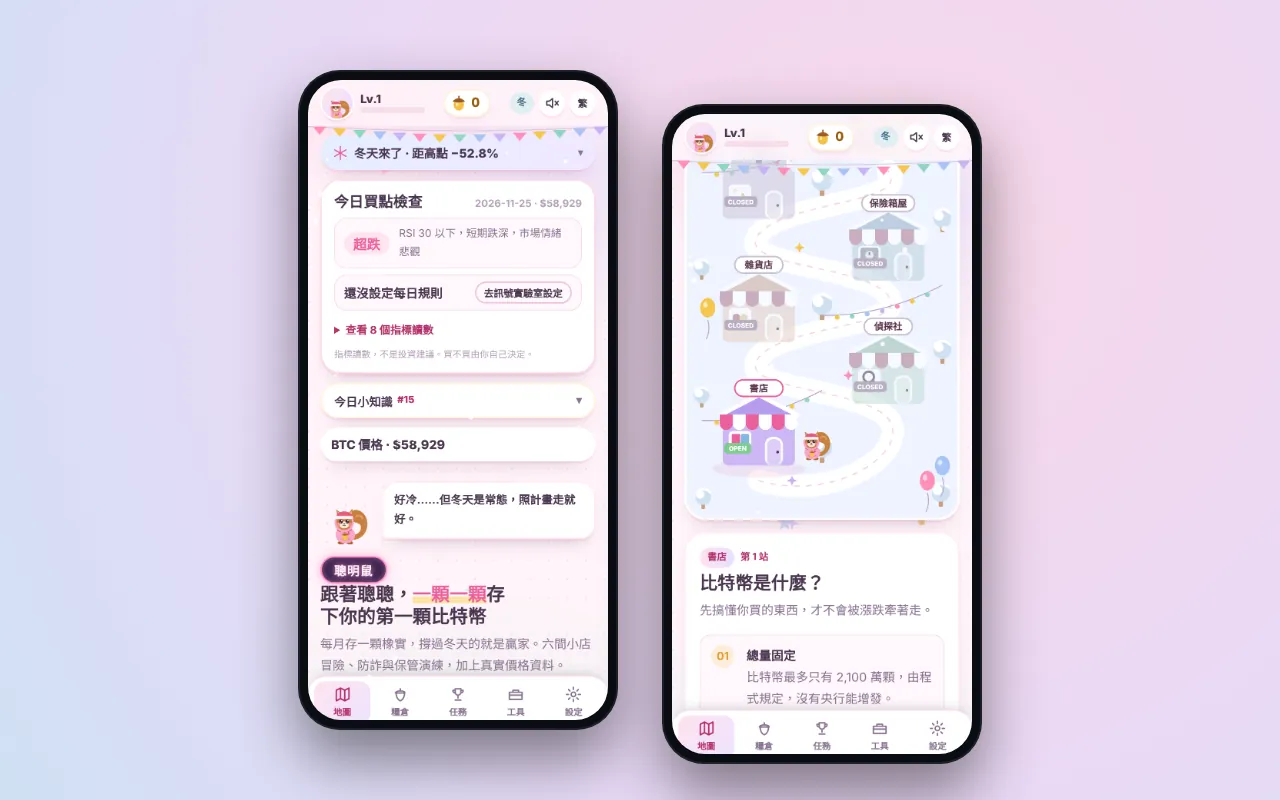 Lv.1
0
冬
繁
冬天來了 · 距高點 −52.8%
今日買點檢查
2026-11-25 · $58,929
超跌
RSI 30 以下，短期跌深，市場情緒
悲觀
還沒設定每日規則
去訊號實驗室設定
查看 8 個指標讀數
指標讀數，不是投資建議。買不買由你自己決定。
今日小知識 #15
BTC 價格 · $58,929
好冷……但冬天是常態，照計畫走就
好。
聰明鼠
跟著聰聰，一顆一顆存
下你的第一顆比特幣
每月存一顆橡實，撐過冬天的就是贏家。六間小店
冒險、防詐與保管演練，加上真實價格資料。
地圖
糧倉
任務
工具
設定
Lv.1
0
冬
繁
CLOSED
保險箱屋
CLOSED
雜貨店
CLOSED
偵探社
CLOSED
書店
OPEN
書店
第 1 站
比特幣是什麼？
先搞懂你買的東西，才不會被漲跌牽著走。
01
總量固定
比特幣最多只有 2,100 萬顆，由程
式規定，沒有央行能增發。
地圖
糧倉
任務
工具
設定